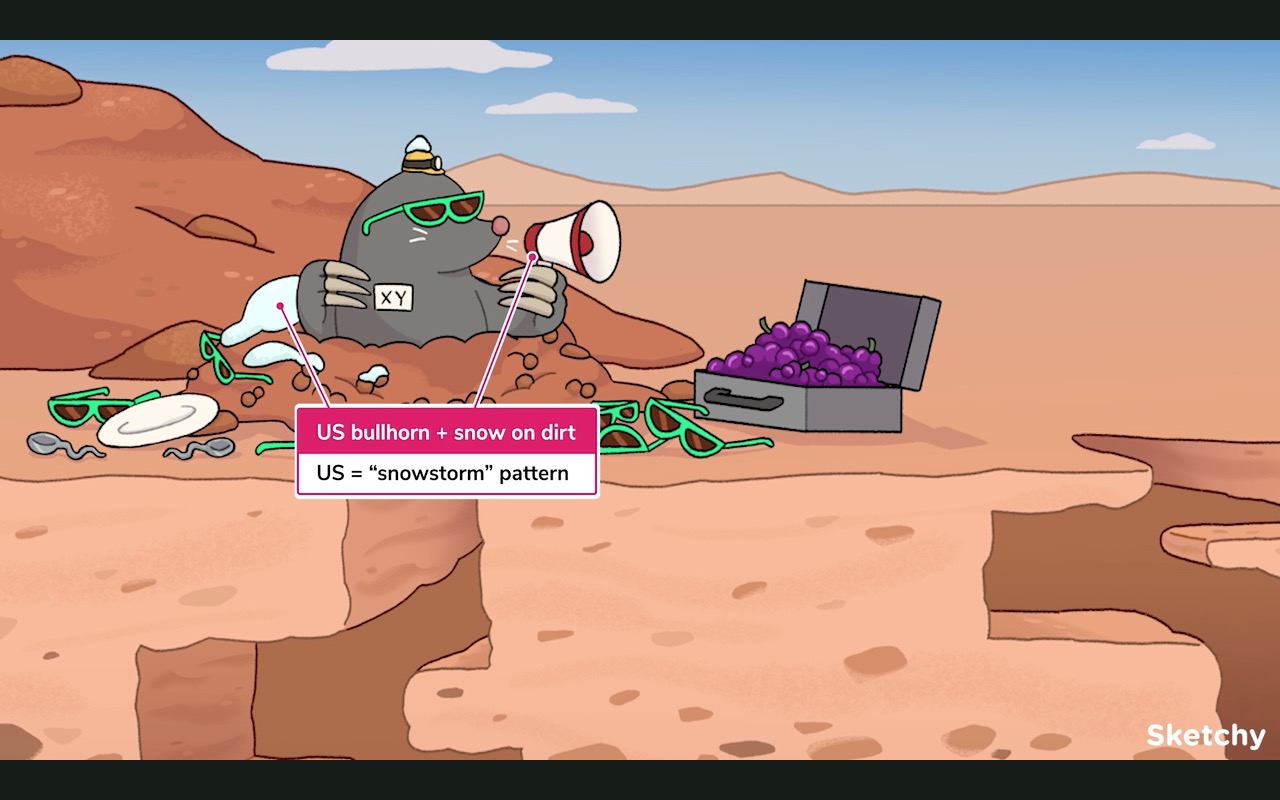 XY
US bullhorn + snow on dirt
US = “snowstorm” pattern
Sketchy